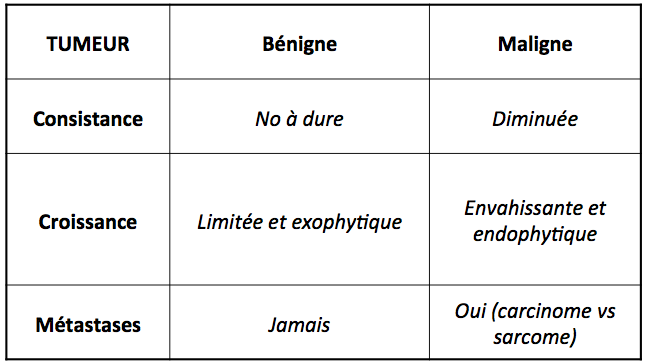 TUMEUR Bénigne Maligne
Consistance No à dure Diminuée
Croissance Limitée et exophytique Envahissante et
endophytique
Métastases Jamais Oui (carcinome vs
sarcome)